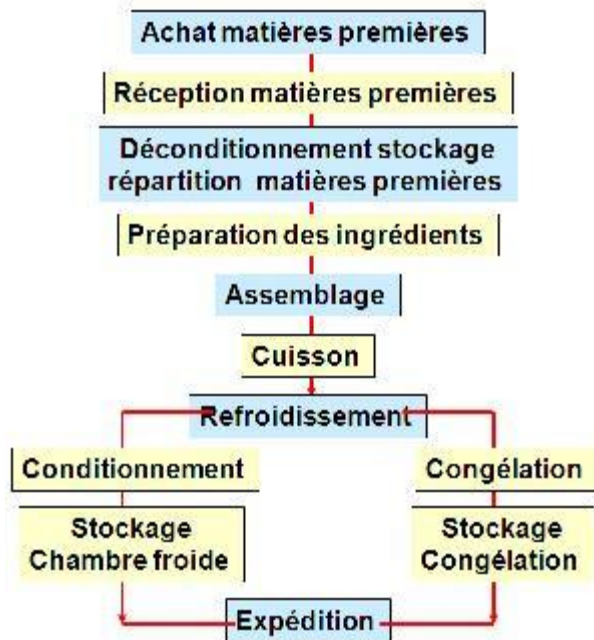 Achat matières premières
Réception matières premières
Déconditionnement stockage
répartition matières premières
Préparation des ingrédients
Assemblage
Cuisson
Refroidissement
Conditionnement
Congélation
Stockage
Chambre froide
Stockage
Congélation
Expédition